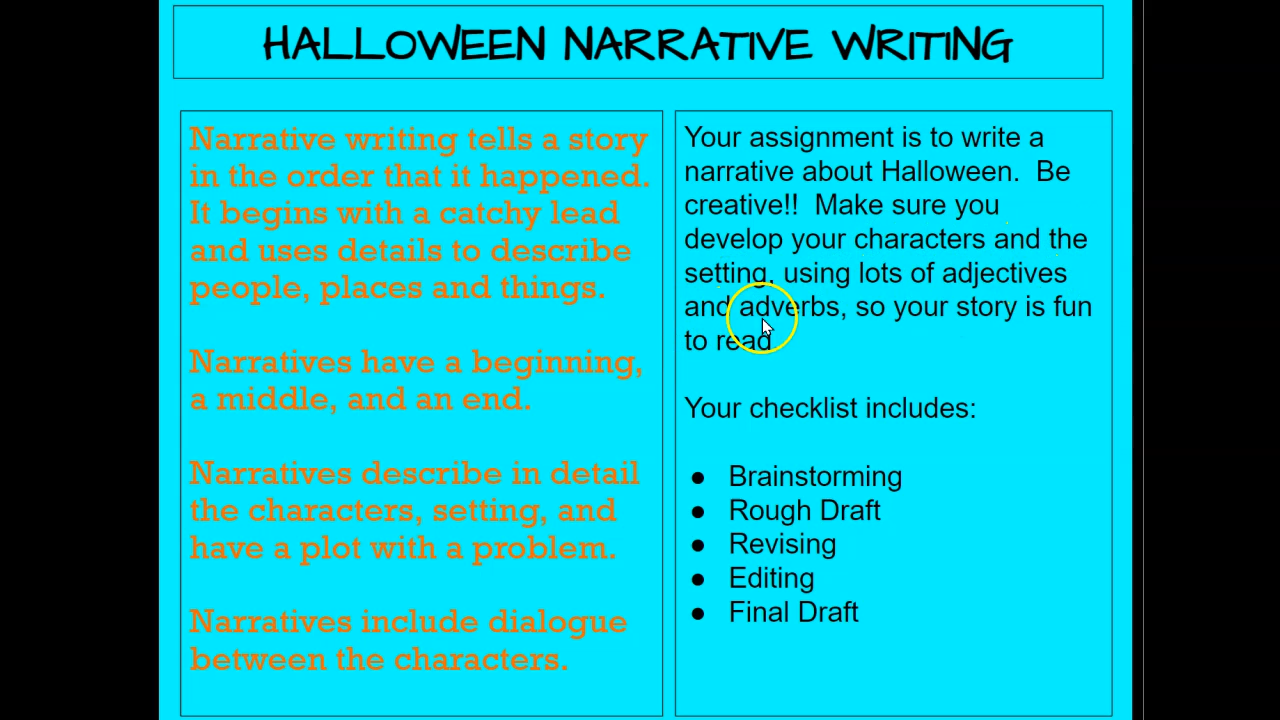 HALLOWEEN NARRATIVE WRITING
Narrative writing tells a story
in the order that it happened.
It begins with a catchy lead
and uses details to describe
people, places and things.
Narratives have a beginning,
a middle, and an end.
Narratives describe in detail
the characters, setting, and
have a plot with a problem.
Narratives include dialogue
between the characters.
Your assignment is to write a
narrative about Halloween.  Be
creative!!  Make sure you
develop your characters and the
setting, using lots of adjectives
and adverbs, so your story is fun
to read
Your checklist includes:
● Brainstorming
● Rough Draft
● Revising
● Editing
● Final Draft